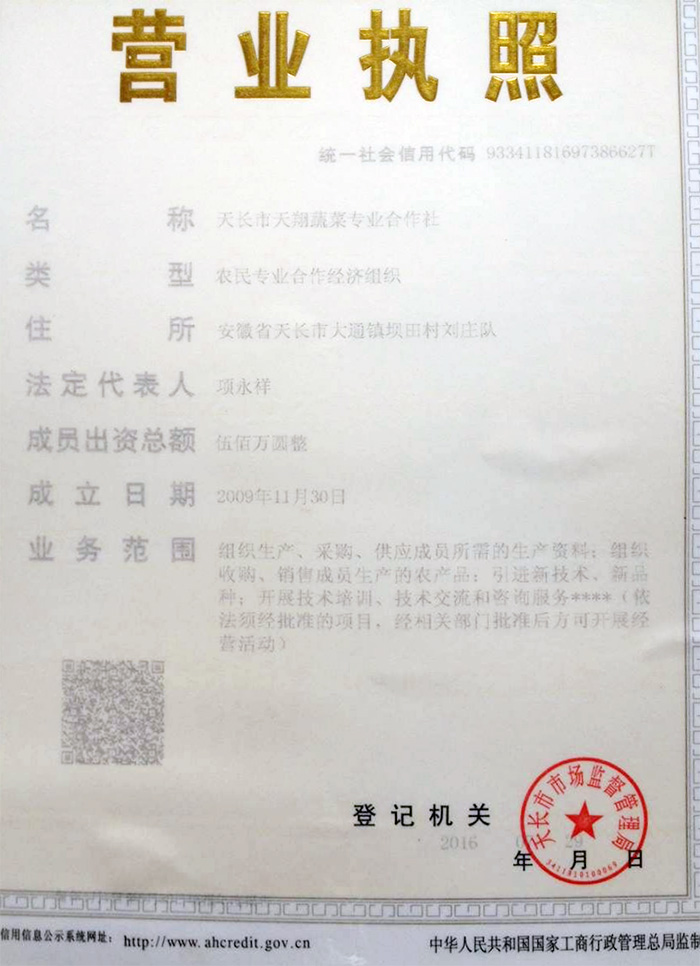 营业执照
统一社会信用代码 93341181697386627T
名称 天长市天翔蔬菜专业合作社
类型 农民专业合作经济组织
住所 安徽省天长市大通镇坝田村刘庄队
法定代表人 项永祥
成员出资总额 伍佰万圆整
成立日期 2009年11月30日
业务范围 组织生产、采购、供应成员所需的生产资料；组织
收购、销售成员生产的农产品；引进新技术、新品
种；开展技术培训、技术交流和咨询服务****（依
法须经批准的项目，经相关部门批准后方可开展经
营活动）
天长市市场监督管理局
登记机关
2016 29
年 月 日
信用信息公示系统网址： http://www.ahcredit.gov.cn
中华人民共和国国家工商行政管理总局监制